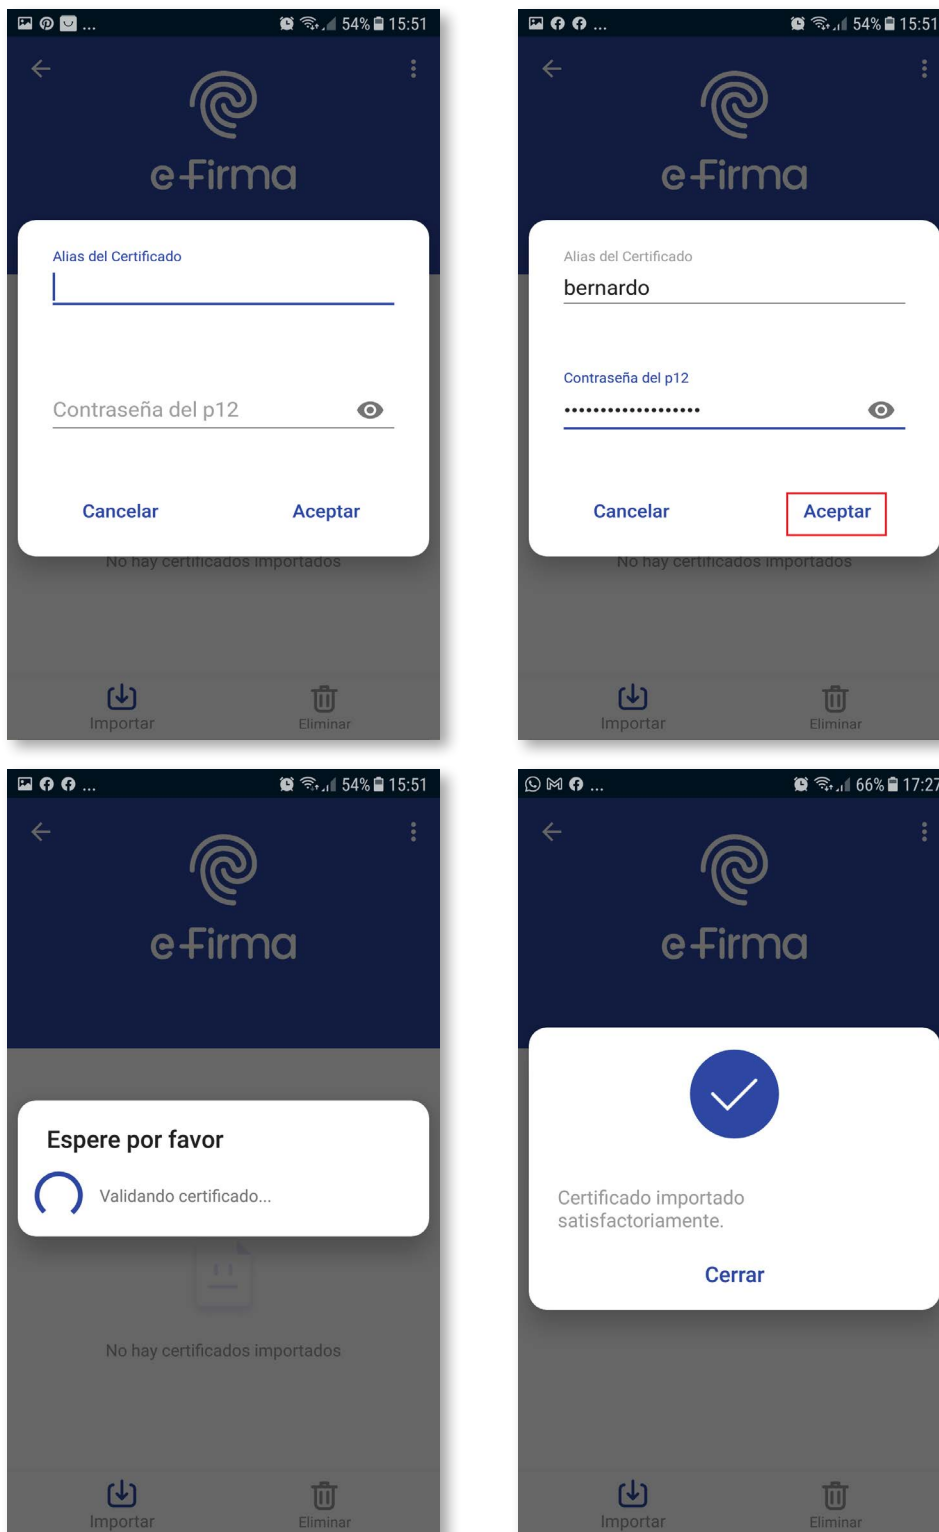 ... 54% 15:51
e-Firma
Alias del Certificado
Contraseña del p12
Cancelar Aceptar
No hay certificados importados
Importar Eliminar
... 54% 15:51
e-Firma
Alias del Certificado
bernardo
Contraseña del p12
•••••••••••••••••••
Cancelar Aceptar
No hay certificados importados
Importar Eliminar
... 54% 15:51
e-Firma
Espere por favor
Validando certificado...
No hay certificados importados
Importar Eliminar
... 66% 17:27
e-Firma
Certificado importado
satisfactoriamente.
Cerrar
Importar Eliminar